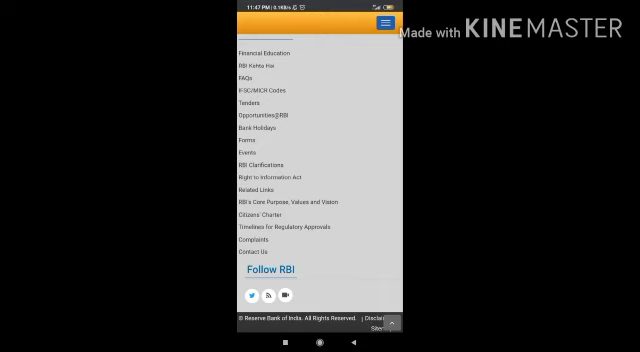 11:47 PM | 0.1KB/s
Made with KINEMASTER
Financial Education
RBI Kehta Hai
FAQs
IFSC/MICR Codes
Tenders
Opportunities@RBI
Bank Holidays
Forms
Events
RBI Clarifications
Right to Information Act
Related Links
RBI's Core Purpose, Values and Vision
Citizens' Charter
Timelines for Regulatory Approvals
Complaints
Contact Us
Follow RBI
© Reserve Bank of India. All Rights Reserved. | Disclai
Sitem